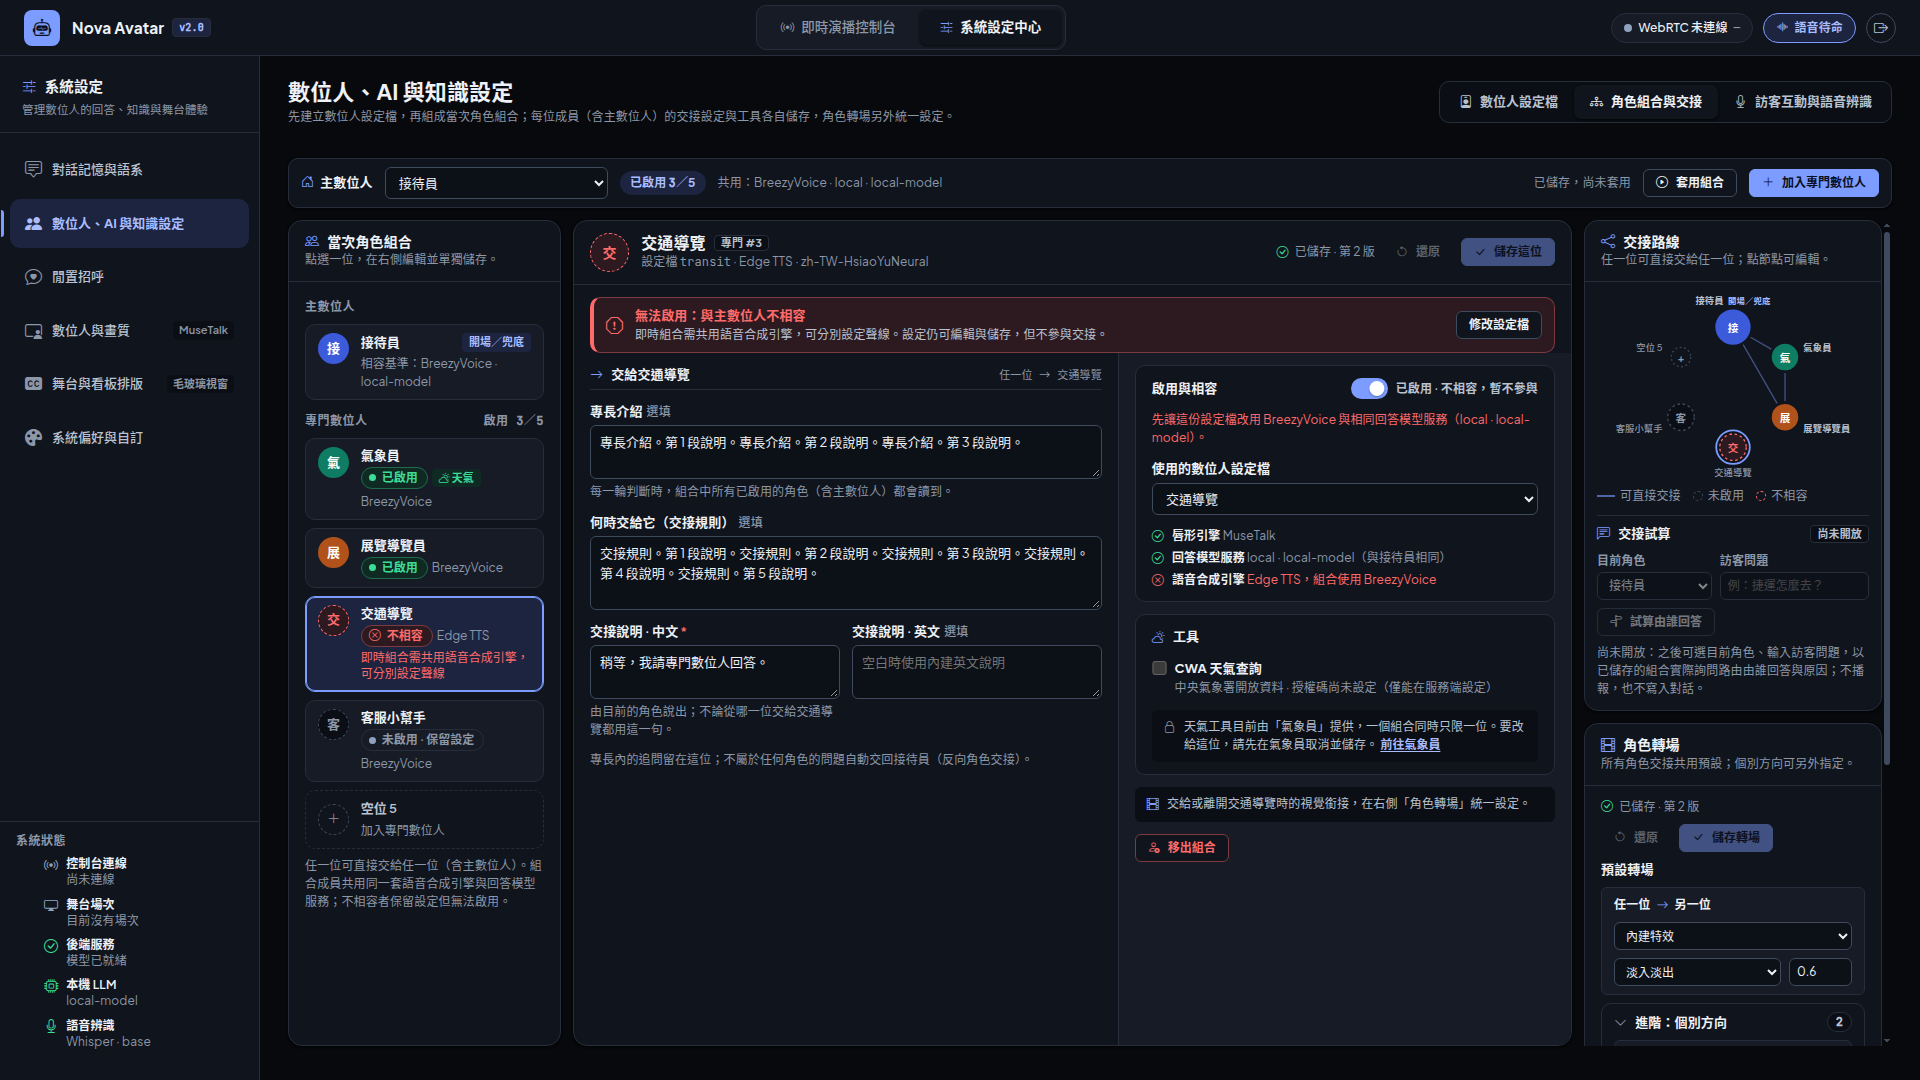 Nova Avatar v2.0
即時演播控制台
系統設定中心
WebRTC 未連線 –
語音待命
系統設定
管理數位人的回答、知識與舞台體驗
對話記憶與語系
數位人、AI 與知識設定
閒置招呼
數位人與畫質 MuseTalk
舞台與看板排版 毛玻璃視窗
系統偏好與自訂
系統狀態
控制台連線
尚未連線
舞台場次
目前沒有場次
後端服務
模型已就緒
本機 LLM
local-model
語音辨識
Whisper · base
數位人、AI 與知識設定
先建立數位人設定檔，再組成當次角色組合；每位成員（含主數位人）的交接設定與工具各自儲存，角色轉場另外統一設定。
數位人設定檔
角色組合與交接
訪客互動與語音辨識
主數位人 接待員 已啟用 3／5 共用：BreezyVoice · local · local-model
已儲存，尚未套用 套用組合 加入專門數位人
當次角色組合
點選一位，在右側編輯並單獨儲存。
主數位人
接 接待員 開場／兜底
相容基準：BreezyVoice ·
local-model
專門數位人 啟用 3／5
氣 氣象員
已啟用 天氣
BreezyVoice
展 展覽導覽員
已啟用 BreezyVoice
交 交通導覽
不相容 Edge TTS
即時組合需共用語音合成引擎，
可分別設定聲線
客 客服小幫手
未啟用 · 保留設定
BreezyVoice
空位 5
加入專門數位人
任一位可直接交給任一位（含主數位人）。組
合成員共用同一套語音合成引擎與回答模型
服務；不相容者保留設定但無法啟用。
交 交通導覽 專門 #3
設定檔 transit · Edge TTS · zh-TW-HsiaoYuNeural
已儲存 · 第 2 版 還原 儲存這位
無法啟用：與主數位人不相容
即時組合需共用語音合成引擎，可分別設定聲線。設定仍可編輯與儲存，但不參與交接。
修改設定檔
交給交通導覽 任一位 → 交通導覽
專長介紹 選填
專長介紹。第 1 段說明。專長介紹。第 2 段說明。專長介紹。第 3 段說明。
每一輪判斷時，組合中所有已啟用的角色（含主數位人）都會讀到。
何時交給它（交接規則） 選填
交接規則。第 1 段說明。交接規則。第 2 段說明。交接規則。第 3 段說明。交接規則。
第 4 段說明。交接規則。第 5 段說明。
交接說明 · 中文 *
稍等，我請專門數位人回答。
交接說明 · 英文 選填
空白時使用內建英文說明
由目前的角色說出；不論從哪一位交給交通導
覽都用這一句。
專長內的追問留在這位；不屬於任何角色的問題自動交回接待員（反向角色交接）。
啟用與相容 已啟用 · 不相容，暫不參與
先讓這份設定檔改用 BreezyVoice 與相同回答模型服務（local · local-
model）。
使用的數位人設定檔
交通導覽
唇形引擎 MuseTalk
回答模型服務 local · local-model（與接待員相同）
語音合成引擎 Edge TTS，組合使用 BreezyVoice
工具
CWA 天氣查詢
中央氣象署開放資料 · 授權碼尚未設定（僅能在服務端設定）
天氣工具目前由「氣象員」提供，一個組合同時只限一位。要改
給這位，請先在氣象員取消並儲存。 前往氣象員
交給或離開交通導覽時的視覺銜接，在右側「角色轉場」統一設定。
移出組合
交接路線
任一位可直接交給任一位；點節點可編輯。
接待員 開場／兜底
接
空位 5
+
氣
氣象員
客
客服小幫手
展
展覽導覽員
交
交通導覽
可直接交接 未啟用 不相容
交接試算 尚未開放
目前角色 訪客問題
接待員 例：捷運怎麼去？
試算由誰回答
尚未開放：之後可選目前角色、輸入訪客問題，以
已儲存的組合實際詢問路由由誰回答與原因；不播
報，也不寫入對話。
角色轉場
所有角色交接共用預設；個別方向可另外指定。
已儲存 · 第 2 版
還原 儲存轉場
預設轉場
任一位 → 另一位
內建特效
淡入淡出 0.6
進階：個別方向 2